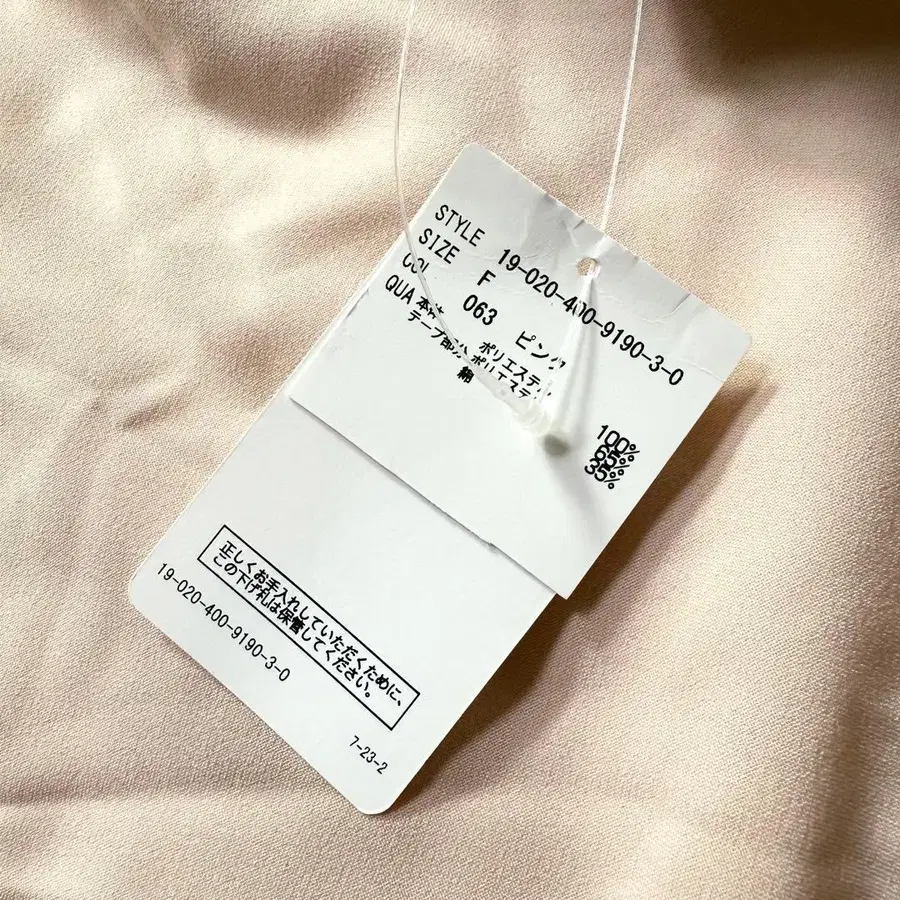 STYLE 19-020-400-9190-3-0
SIZE F
COL 063 ピンク
QUA 本体 ポリエステル 100%
テープ部分 ポリエステル 65%
綿 35%
正しくお手入れしていただくために、
この下げ札は保管してください。
19-020-400-9190-3-0
7-23-2